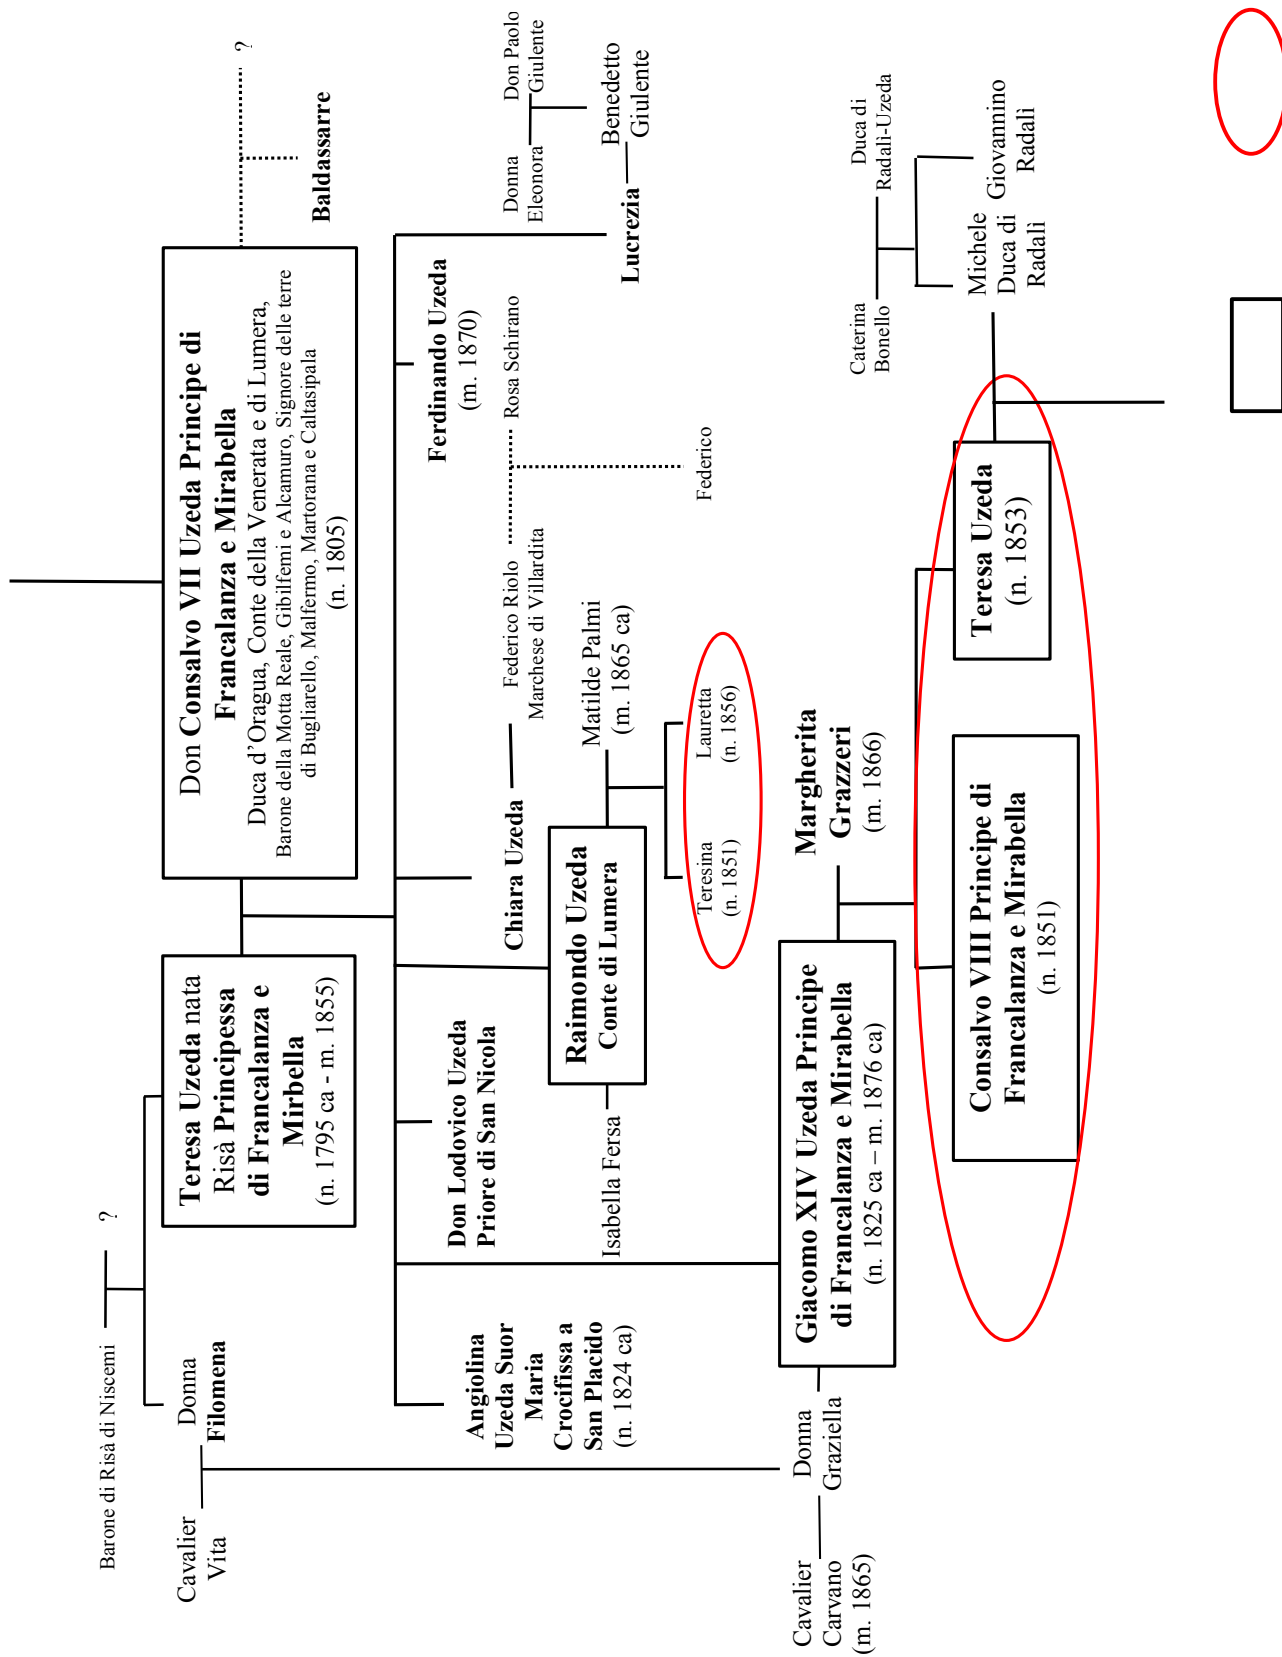 Barone di Risà di Niscemi
?
Cavalier
Vita
Donna
Filomena
Teresa Uzeda nata
Risà Principessa
di Francalanza e
Mirbella
(n. 1795 ca - m. 1855)
Don Consalvo VII Uzeda Principe di
Francalanza e Mirabella
Duca d’Oragua, Conte della Venerata e di Lumera,
Barone della Motta Reale, Gibilfemi e Alcamuro, Signore delle terre
di Bugliarello, Malfermo, Martorana e Caltasipala
(n. 1805)
?
Baldassarre
Angiolina
Uzeda Suor
Maria
Crocifissa a
San Placido
(n. 1824 ca)
Don Lodovico Uzeda
Priore di San Nicola
Chiara Uzeda
Federico Riolo
Marchese di Villardita
Rosa Schirano
Federico
Ferdinando Uzeda
(m. 1870)
Donna
Eleonora
Don Paolo
Giulente
Lucrezia
Benedetto
Giulente
Isabella Fersa
Raimondo Uzeda
Conte di Lumera
Matilde Palmi
(m. 1865 ca)
Teresina
(n. 1851)
Lauretta
(n. 1856)
Cavalier
Carvano
(m. 1865)
Donna
Graziella
Giacomo XIV Uzeda Principe
di Francalanza e Mirabella
(n. 1825 ca – m. 1876 ca)
Margherita
Grazzeri
(m. 1866)
Caterina
Bonello
Duca di
Radalì-Uzeda
Consalvo VIII Principe di
Francalanza e Mirabella
(n. 1851)
Teresa Uzeda
(n. 1853)
Michele
Duca di
Radalì
Giovannino
Radalì